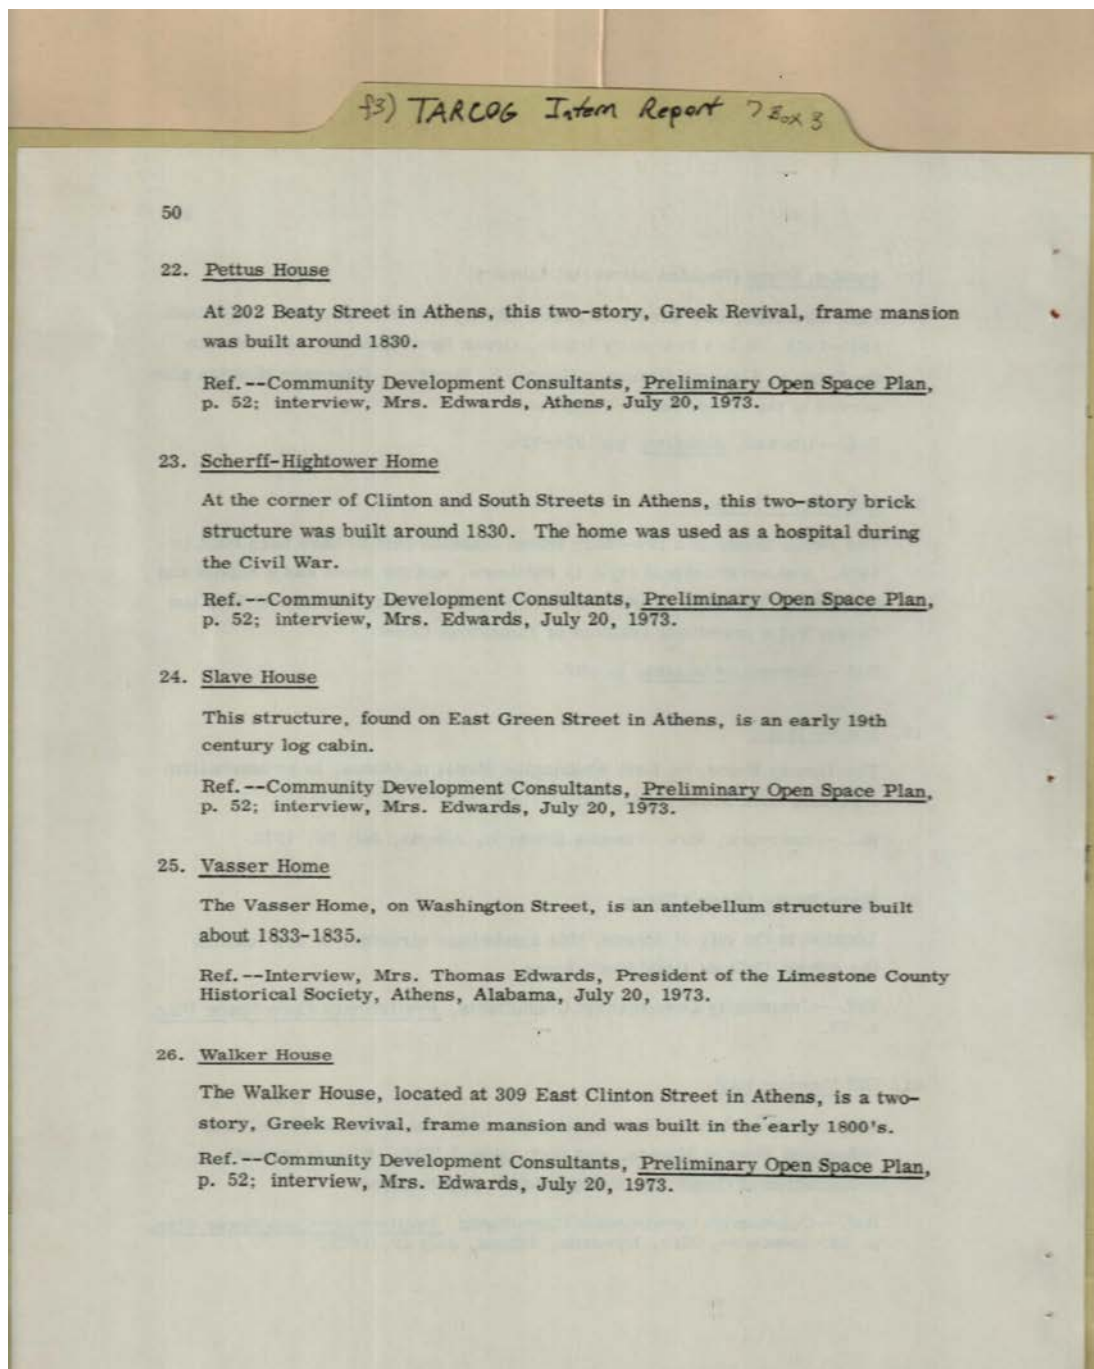 f3) TARCOG Intern Report 7 Box 3
50
22. Pettus House
At 202 Beaty Street in Athens, this two-story, Greek Revival, frame mansion
was built around 1830.
Ref.--Community Development Consultants, Preliminary Open Space Plan,
p. 52; interview, Mrs. Edwards, Athens, July 20, 1973.
23. Scherff-Hightower Home
At the corner of Clinton and South Streets in Athens, this two-story brick
structure was built around 1830. The home was used as a hospital during
the Civil War.
Ref.--Community Development Consultants, Preliminary Open Space Plan,
p. 52; interview, Mrs. Edwards, July 20, 1973.
24. Slave House
This structure, found on East Green Street in Athens, is an early 19th
century log cabin.
Ref.--Community Development Consultants, Preliminary Open Space Plan,
p. 52; interview, Mrs. Edwards, July 20, 1973.
25. Vasser Home
The Vasser Home, on Washington Street, is an antebellum structure built
about 1833-1835.
Ref.--Interview, Mrs. Thomas Edwards, President of the Limestone County
Historical Society, Athens, Alabama, July 20, 1973.
26. Walker House
The Walker House, located at 309 East Clinton Street in Athens, is a two-
story, Greek Revival, frame mansion and was built in the early 1800's.
Ref.--Community Development Consultants, Preliminary Open Space Plan,
p. 52; interview, Mrs. Edwards, July 20, 1973.